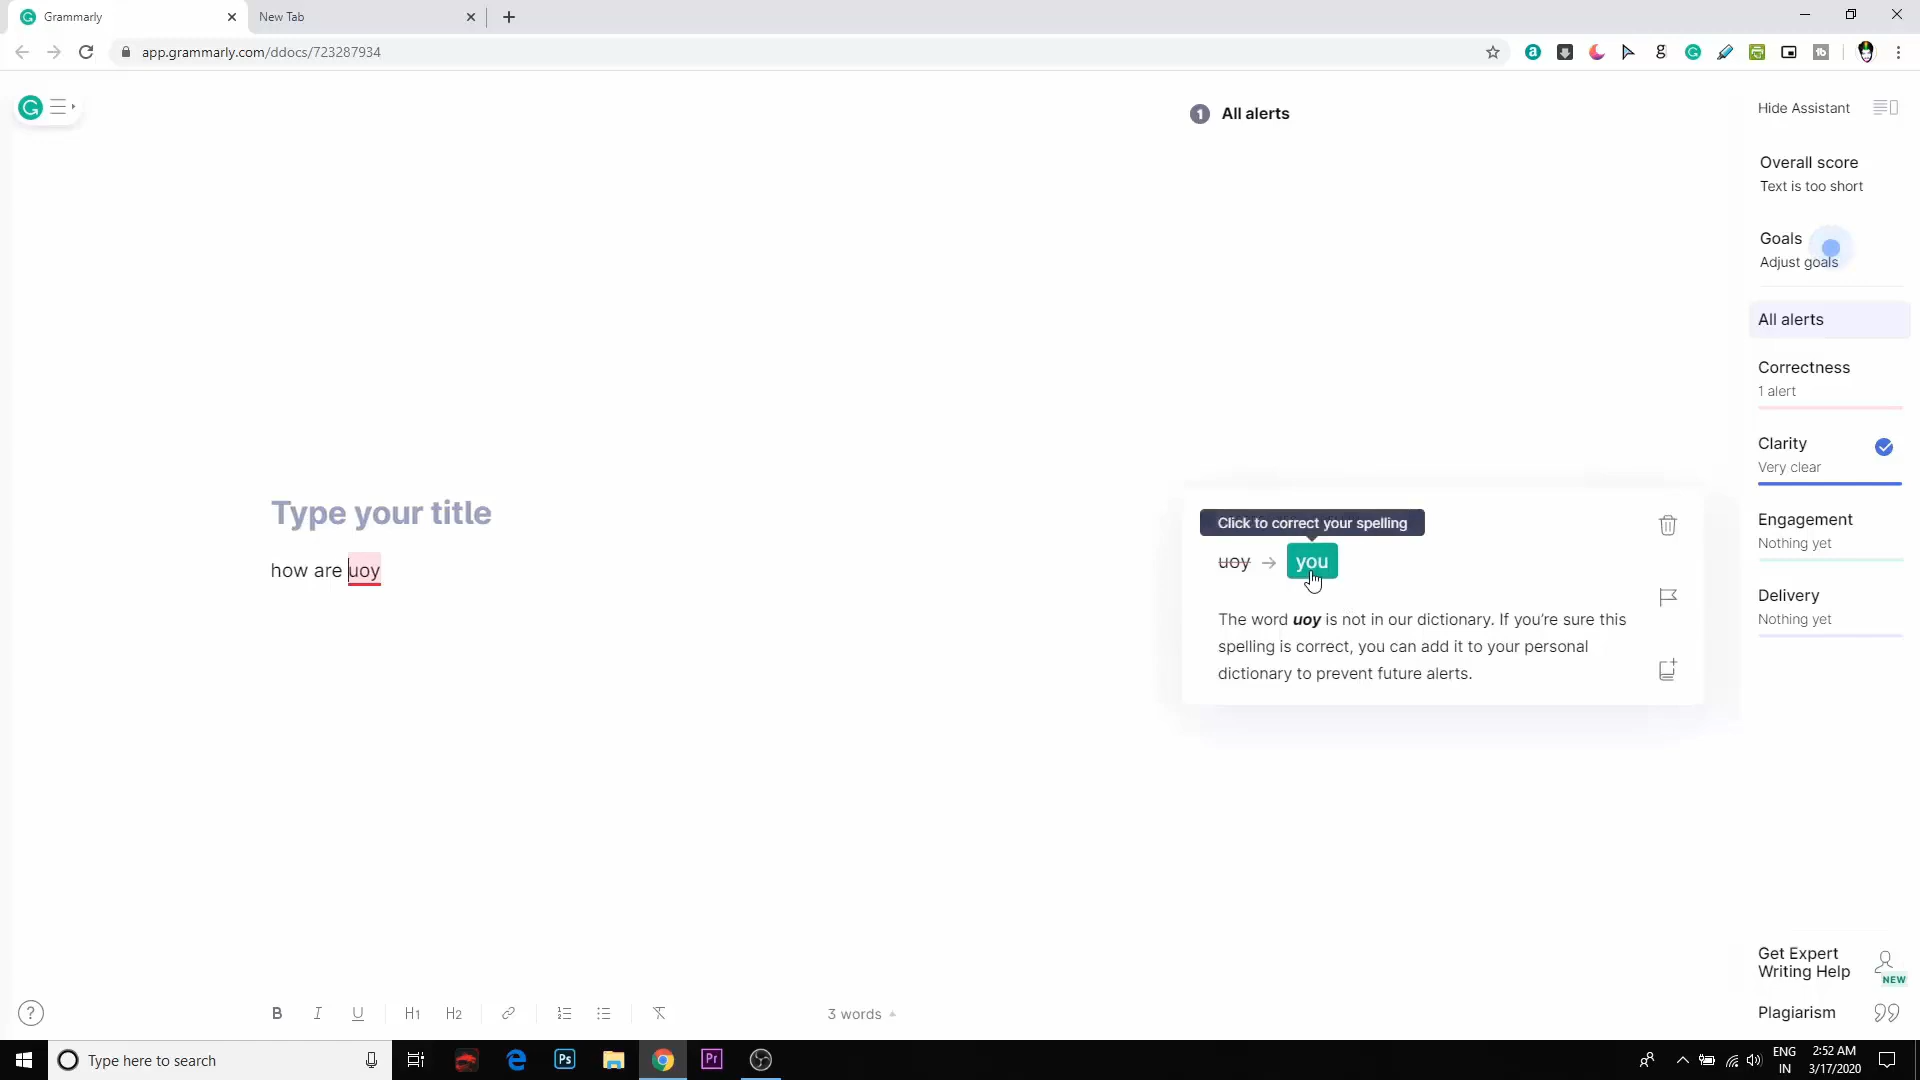 Grammarly
New Tab
app.grammarly.com/ddocs/723287934
1 All alerts
Hide Assistant
Overall score
Text is too short
Goals
Adjust goals
All alerts
Correctness
1 alert
Clarity
Very clear
Engagement
Nothing yet
Delivery
Nothing yet
Type your title
how are uoy
Click to correct your spelling
uoy → you
The word uoy is not in our dictionary. If you’re sure this
spelling is correct, you can add it to your personal
dictionary to prevent future alerts.
Get Expert
Writing Help
NEW
Plagiarism
B I U H1 H2
3 words
?
Type here to search
Ps
Pr
ENG
IN
2:52 AM
3/17/2020